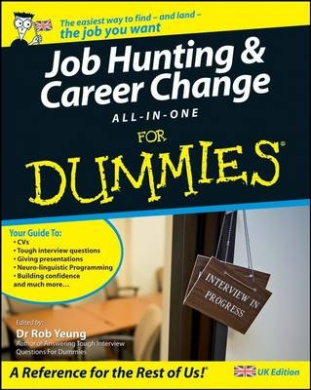 The easiest way to find – and land –
the job you want
Job Hunting &
Career Change
ALL-IN-ONE
FOR
DUMMIES®
Your Guide To:
• CVs
• Tough interview questions
• Giving presentations
• Neuro-linguistic Programming
• Building confidence
and much more...
INTERVIEW IN
PROGRESS
Edited by:
Dr Rob Yeung
Author of Answering Tough Interview
Questions For Dummies
A Reference for the Rest of Us!®
UK Edition